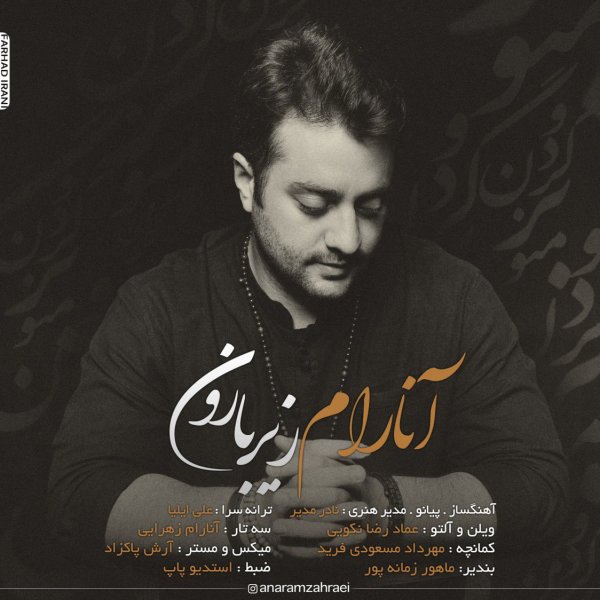 FARHAD IRANI
آنارام
زیر بارون
آهنگساز . پیانو . مدیر هنری : نادر مدیر
ویلن و آلتو : عماد رضا نکویی
کمانچه : مهرداد مسعودی فرید
بندیر: ماهور زمانه پور
ترانه سرا : علی ایلیا
سه تار : آنارام زهرایی
میکس و مستر : آرش پاکزاد
ضبط : استدیو پاپ
anaramzahraei